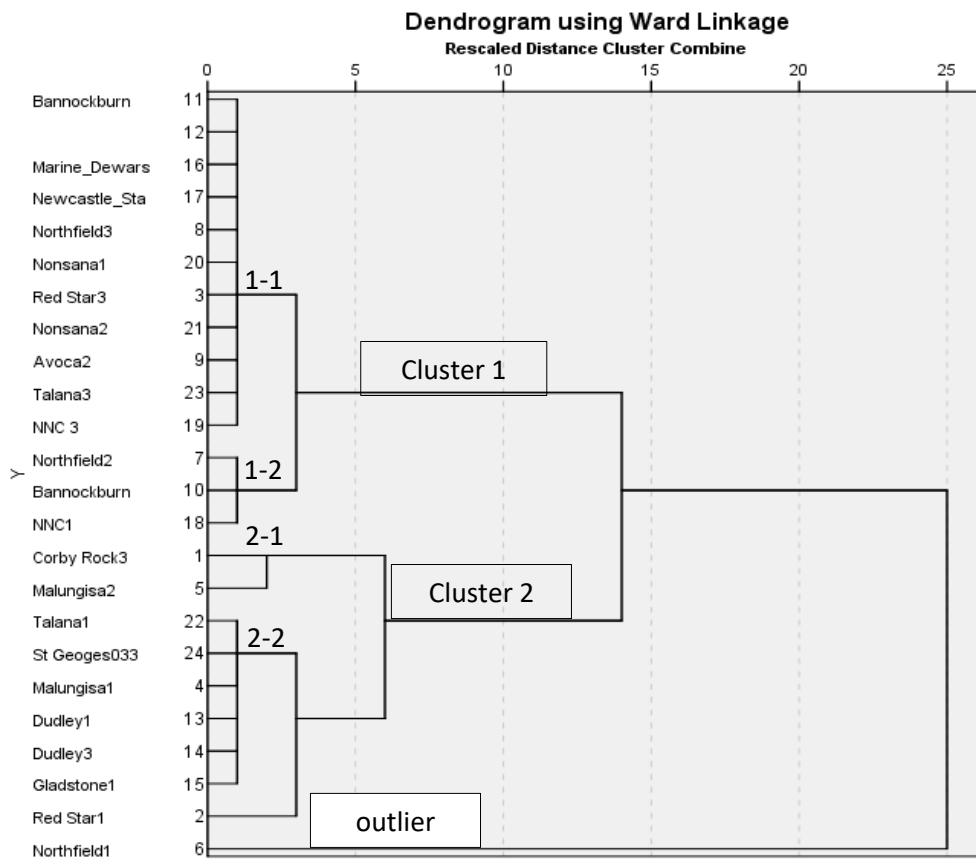 Dendrogram using Ward Linkage
Rescaled Distance Cluster Combine
0 5 10 15 20 25
Bannockburn 11
12
Marine_Dewars 16
Newcastle_Sta 17
Northfield3 8
Nonsana1 20
1-1
Red Star3 3
Nonsana2 21
Avoca2 9
Cluster 1
Talana3 23
NNC 3 19
Northfield2 7
1-2
Y
Bannockburn 10
NNC1 18
2-1
Corby Rock3 1
Malungisa2 5
Cluster 2
Talana1 22
2-2
St Geoges033 24
Malungisa1 4
Dudley1 13
Dudley3 14
Gladstone1 15
Red Star1 2
outlier
Northfield1 6